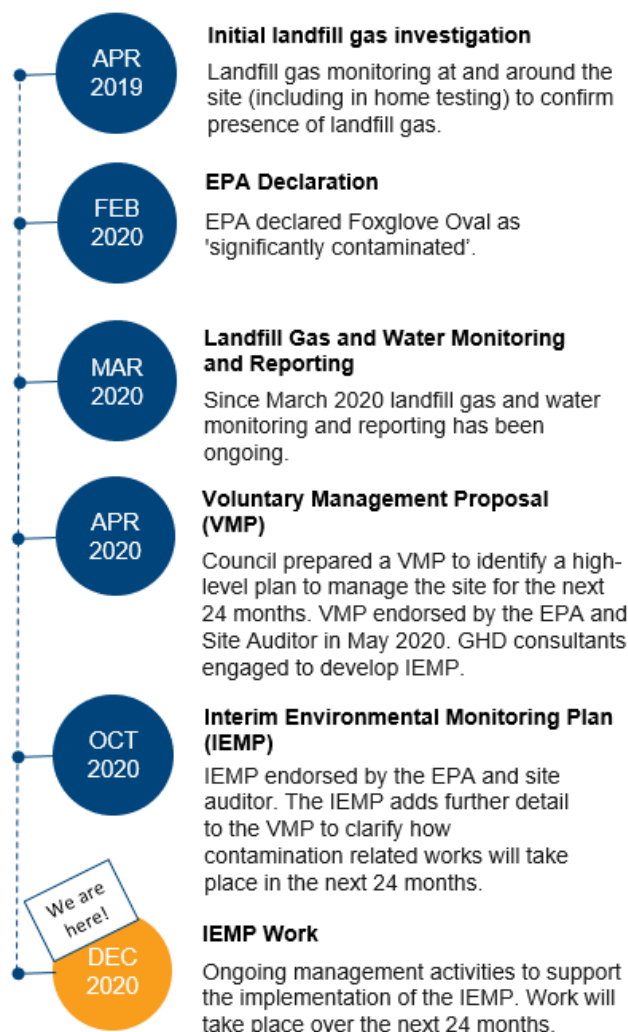 APR
2019
Initial landfill gas investigation
Landfill gas monitoring at and around the
site (including in home testing) to confirm
presence of landfill gas.
FEB
2020
EPA Declaration
EPA declared Foxglove Oval as
'significantly contaminated’.
MAR
2020
Landfill Gas and Water Monitoring
and Reporting
Since March 2020 landfill gas and water
monitoring and reporting has been
ongoing.
APR
2020
Voluntary Management Proposal
(VMP)
Council prepared a VMP to identify a high-
level plan to manage the site for the next
24 months. VMP endorsed by the EPA and
Site Auditor in May 2020. GHD consultants
engaged to develop IEMP.
OCT
2020
Interim Environmental Monitoring Plan
(IEMP)
IEMP endorsed by the EPA and site
auditor. The IEMP adds further detail
to the VMP to clarify how
contamination related works will take
place in the next 24 months.
We are
here!
DEC
2020
IEMP Work
Ongoing management activities to support
the implementation of the IEMP. Work will
take place over the next 24 months.